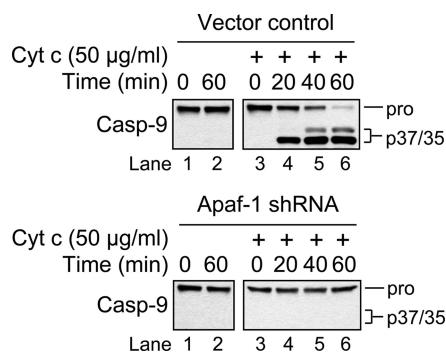 Vector control
Cyt c (50 µg/ml) + + + +
Time (min) 0 60 0 20 40 60
Casp-9
pro
p37/35
Lane 1 2 3 4 5 6
Apaf-1 shRNA
Cyt c (50 µg/ml) + + + +
Time (min) 0 60 0 20 40 60
Casp-9
pro
p37/35
Lane 1 2 3 4 5 6